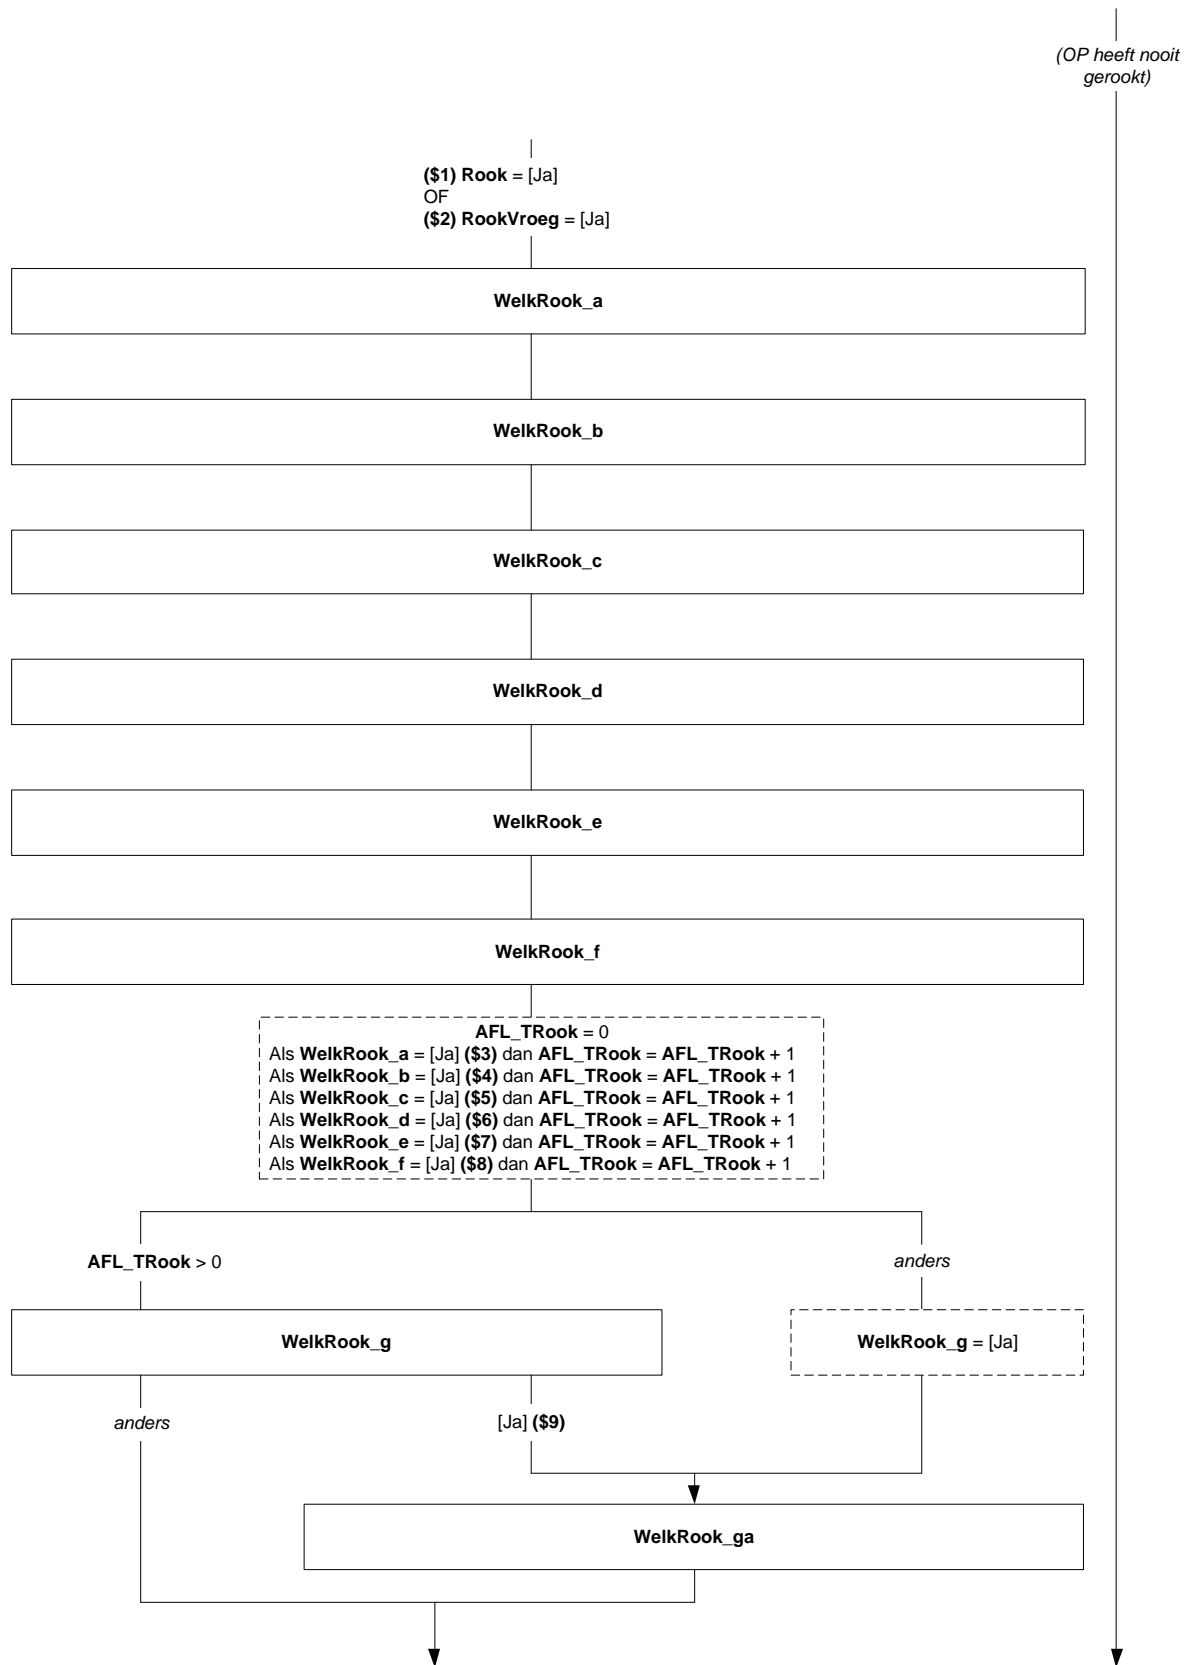 (OP heeft nooit
gerookt)
($1) Rook = [Ja]
OF
($2) RookVroeg = [Ja]
WelkRook_a
WelkRook_b
WelkRook_c
WelkRook_d
WelkRook_e
WelkRook_f
AFL_TRook = 0
Als WelkRook_a = [Ja] ($3) dan AFL_TRook = AFL_TRook + 1
Als WelkRook_b = [Ja] ($4) dan AFL_TRook = AFL_TRook + 1
Als WelkRook_c = [Ja] ($5) dan AFL_TRook = AFL_TRook + 1
Als WelkRook_d = [Ja] ($6) dan AFL_TRook = AFL_TRook + 1
Als WelkRook_e = [Ja] ($7) dan AFL_TRook = AFL_TRook + 1
Als WelkRook_f = [Ja] ($8) dan AFL_TRook = AFL_TRook + 1
AFL_TRook > 0
anders
WelkRook_g
WelkRook_g = [Ja]
anders
[Ja] ($9)
WelkRook_ga